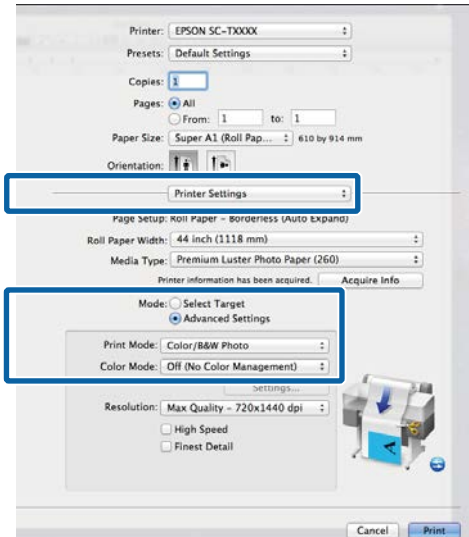 Printer: EPSON SC-TXXXX
Presets: Default Settings
Copies: 1
Pages: All
From: 1 to: 1
Paper Size: Super A1 (Roll Pap... 610 by 914 mm
Orientation:
Printer Settings
Page Setup: Roll Paper - Borderless (Auto Expand)
Roll Paper Width: 44 inch (1118 mm)
Media Type: Premium Luster Photo Paper (260)
Printer information has been acquired. Acquire Info
Mode: Select Target
Advanced Settings
Print Mode: Color/B&W Photo
Color Mode: Off (No Color Management)
Settings...
Resolution: Max Quality - 720x1440 dpi
High Speed
Finest Detail
A
Cancel Print